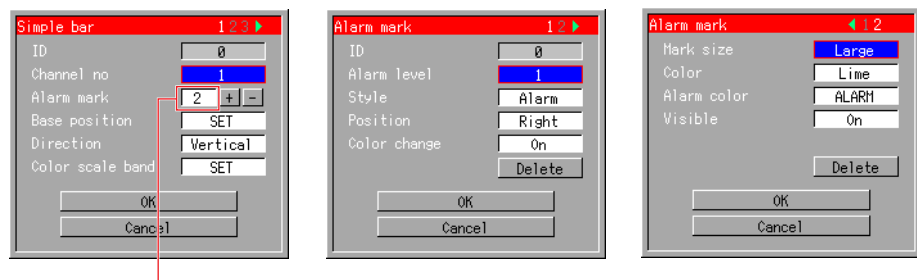 Simple bar 1 2 3
ID 0
Channel no 1
Alarm mark 2 + -
Base position SET
Direction Vertical
Color scale band SET
OK
Cancel
Alarm mark 1 2
ID 0
Alarm level 1
Style Alarm
Position Right
Color change On
Delete
OK
Cancel
Alarm mark 1 2
Mark size Large
Color Lime
Alarm color ALARM
Visible On
Delete
OK
Cancel